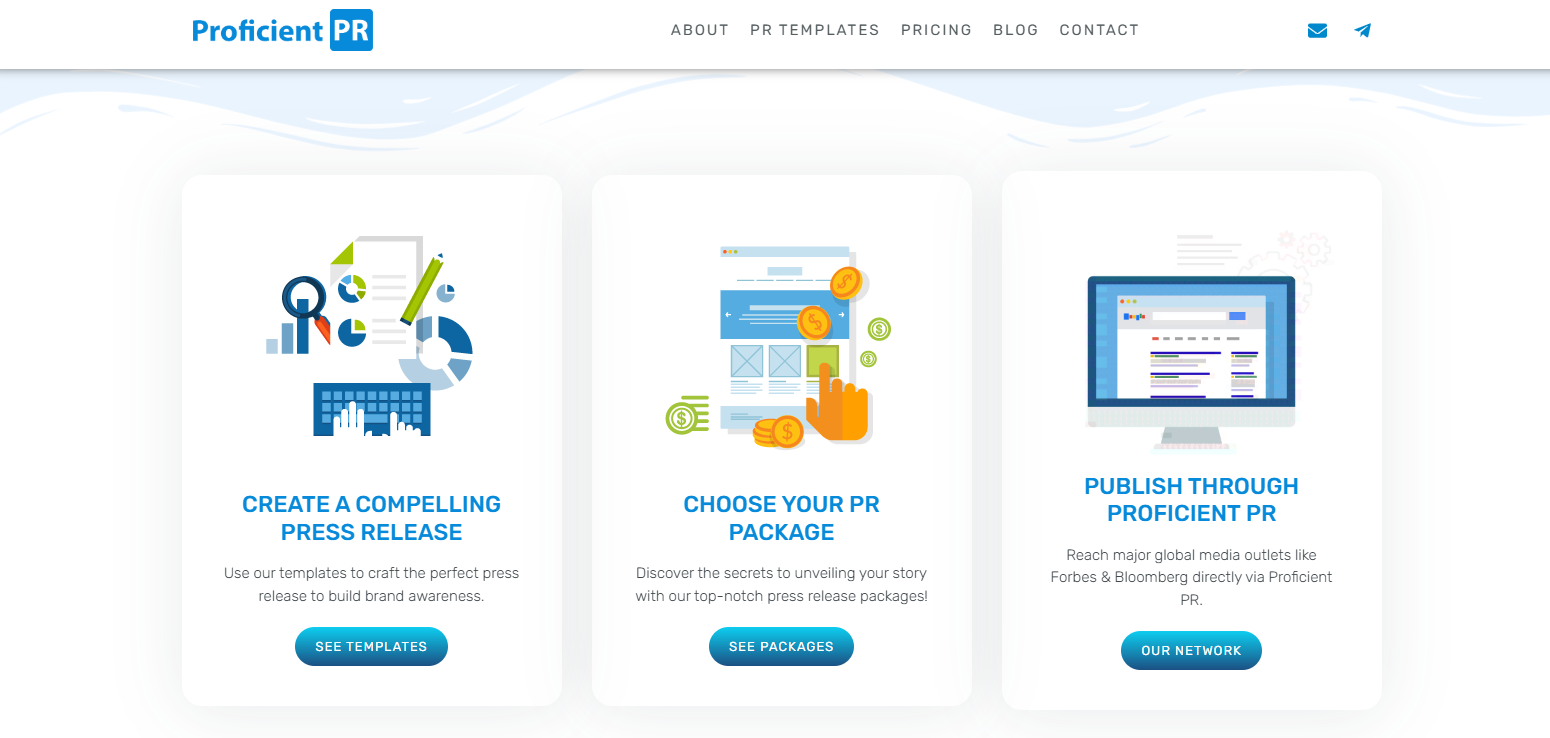 Proficient PR
ABOUT PR TEMPLATES PRICING BLOG CONTACT
CREATE A COMPELLING
PRESS RELEASE
Use our templates to craft the perfect press
release to build brand awareness.
SEE TEMPLATES
CHOOSE YOUR PR
PACKAGE
Discover the secrets to unveiling your story
with our top-notch press release packages!
SEE PACKAGES
PUBLISH THROUGH
PROFICIENT PR
Reach major global media outlets like
Forbes & Bloomberg directly via Proficient
PR.
OUR NETWORK